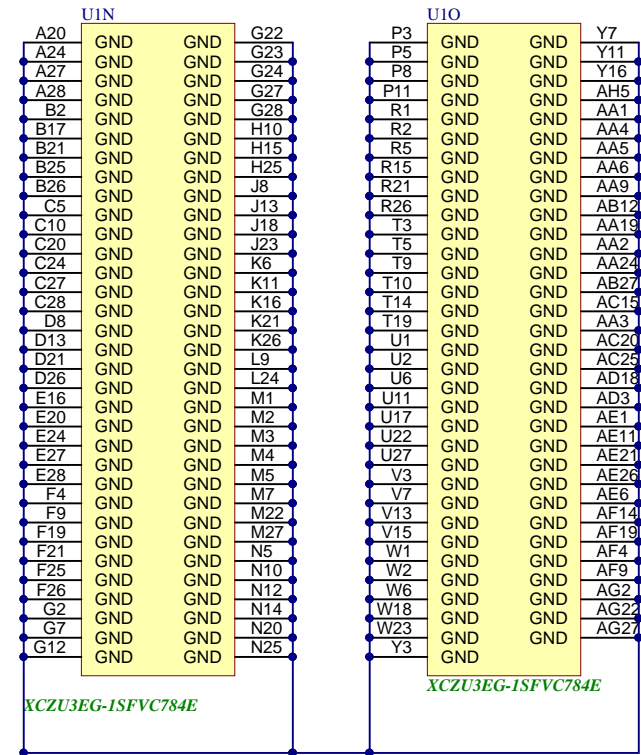 U1N U1O
A20 GND GND G22 P3 GND GND Y7
A24 GND GND G23 P5 GND GND Y11
A27 GND GND G24 P8 GND GND Y16
A28 GND GND G27 P11 GND GND AH5
B2 GND GND G28 R1 GND GND AA1
B17 GND GND H10 R2 GND GND AA4
B21 GND GND H15 R5 GND GND AA5
B25 GND GND H25 R15 GND GND AA6
B26 GND GND J8 R21 GND GND AA9
C5 GND GND J13 R26 GND GND AB12
C10 GND GND J18 T3 GND GND AA19
C20 GND GND J23 T5 GND GND AA2
C24 GND GND K6 T9 GND GND AA24
C27 GND GND K11 T10 GND GND AB27
C28 GND GND K16 T14 GND GND AC15
D8 GND GND K21 T19 GND GND AA3
D13 GND GND K26 U1 GND GND AC20
D21 GND GND L9 U2 GND GND AC25
D26 GND GND L24 U6 GND GND AD18
E16 GND GND M1 U11 GND GND AD3
E20 GND GND M2 U17 GND GND AE1
E24 GND GND M3 U22 GND GND AE11
E27 GND GND M4 U27 GND GND AE21
E28 GND GND M5 V3 GND GND AE26
F4 GND GND M7 V7 GND GND AE6
F9 GND GND M22 V13 GND GND AF14
F19 GND GND M27 V15 GND GND AF19
F21 GND GND N5 W1 GND GND AF4
F25 GND GND N10 W2 GND GND AF9
F26 GND GND N12 W6 GND GND AG2
G2 GND GND N14 W18 GND GND AG22
G7 GND GND N20 W23 GND GND AG27
G12 GND GND N25 Y3 GND
XCZU3EG-1SFVC784E XCZU3EG-1SFVC784E